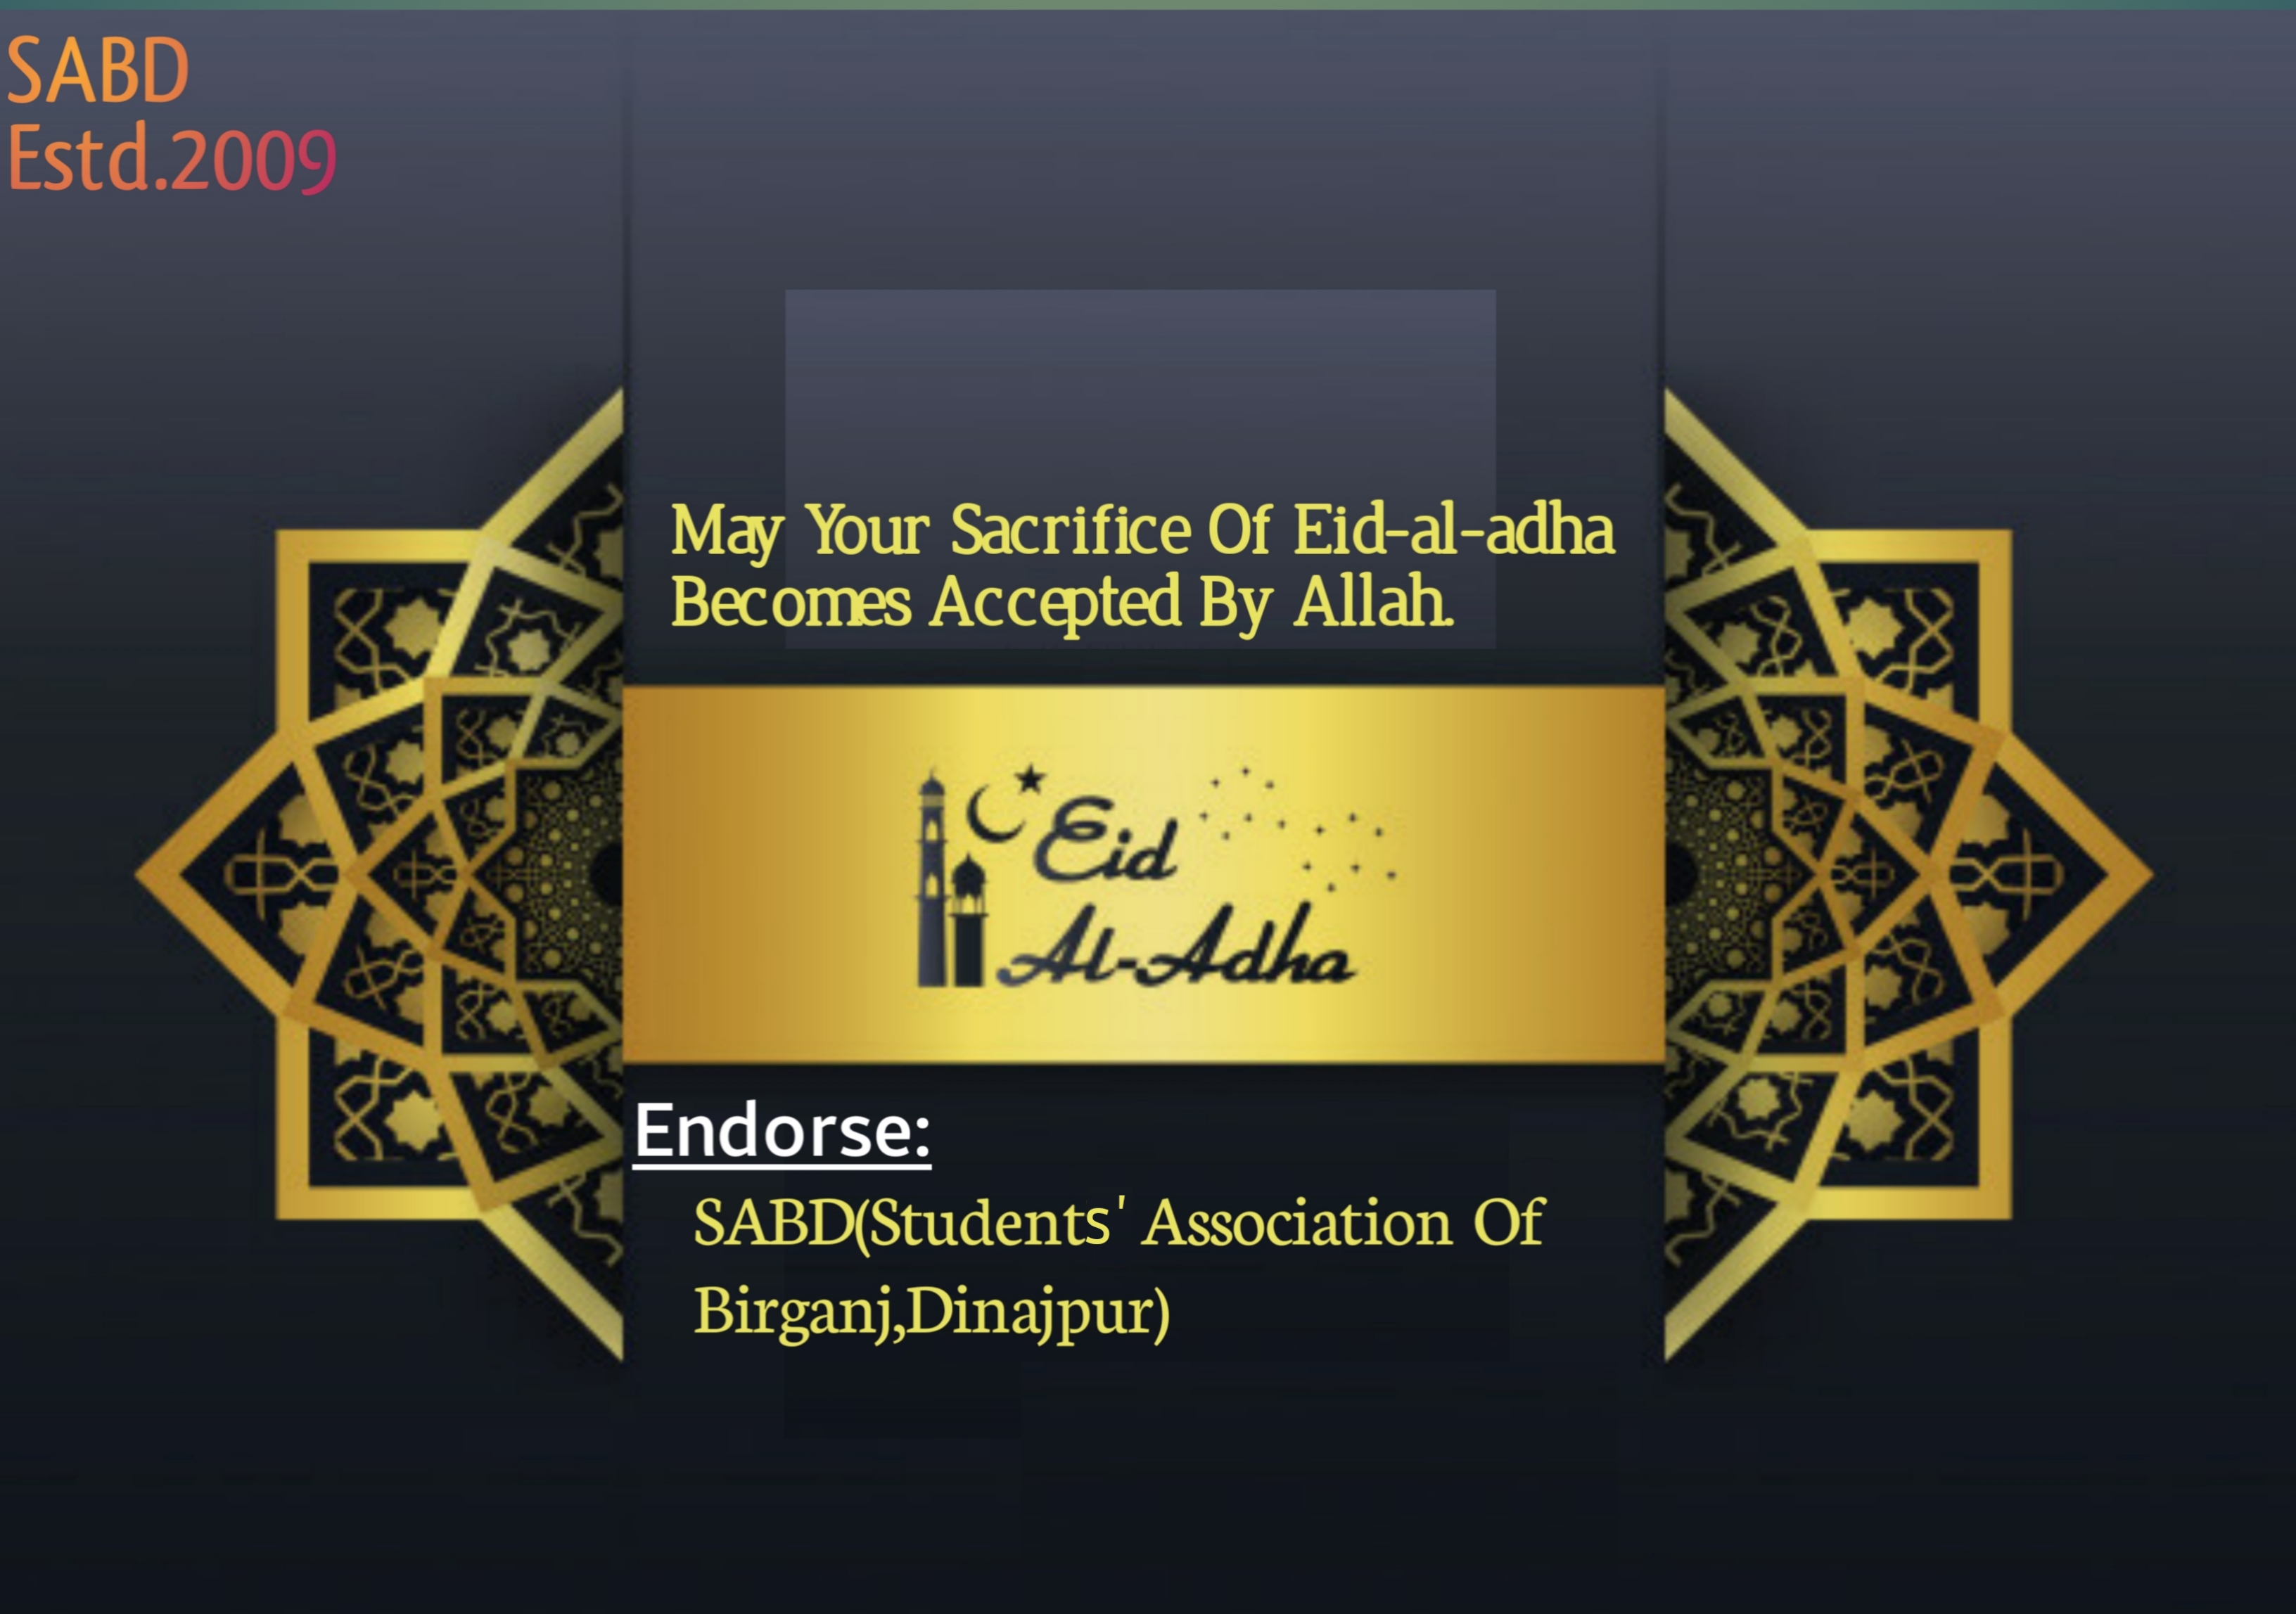 SABD
Estd.2009
May Your Sacrifice Of Eid-al-adha
Becomes Accepted By Allah.
Eid
Al-Adha
Endorse:
SABD(Students' Association Of
Birganj,Dinajpur)